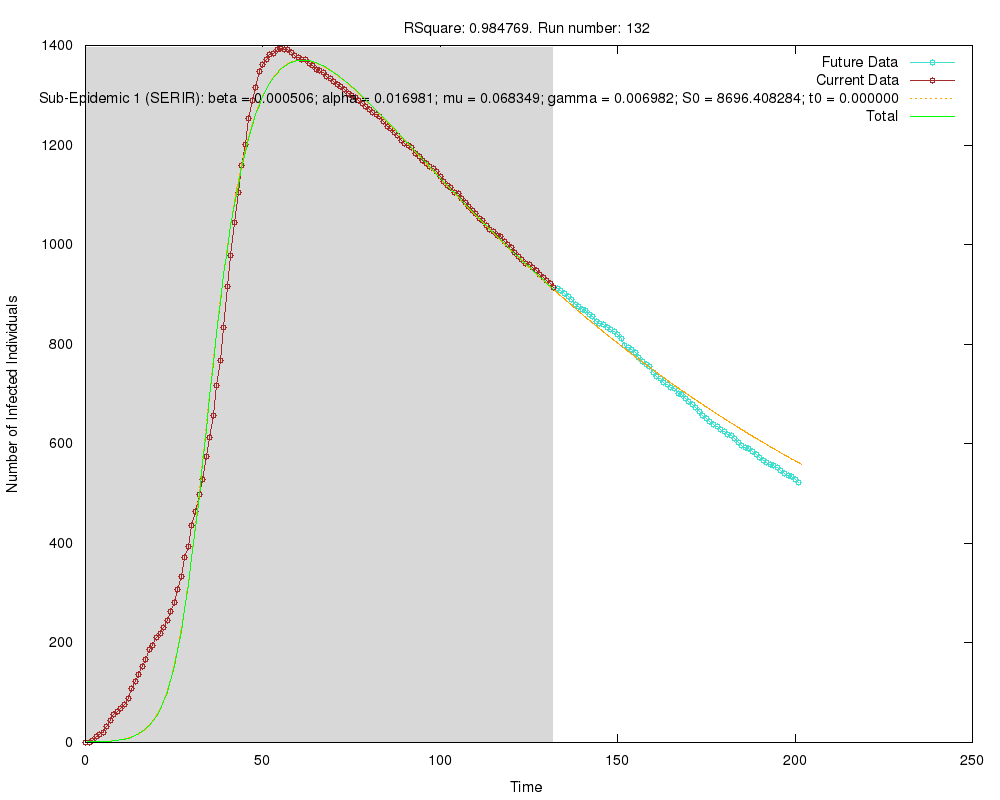 RSquare: 0.984769. Run number: 132
Future Data
Current Data
Sub-Epidemic 1 (SERIR): beta = 0.000506; alpha = 0.016981; mu = 0.068349; gamma = 0.006982; S0 = 8696.408284; t0 = 0.000000
Total
1400
1200
1000
800
600
400
200
0
Number of Infected Individuals
0 50 100 150 200 250
Time